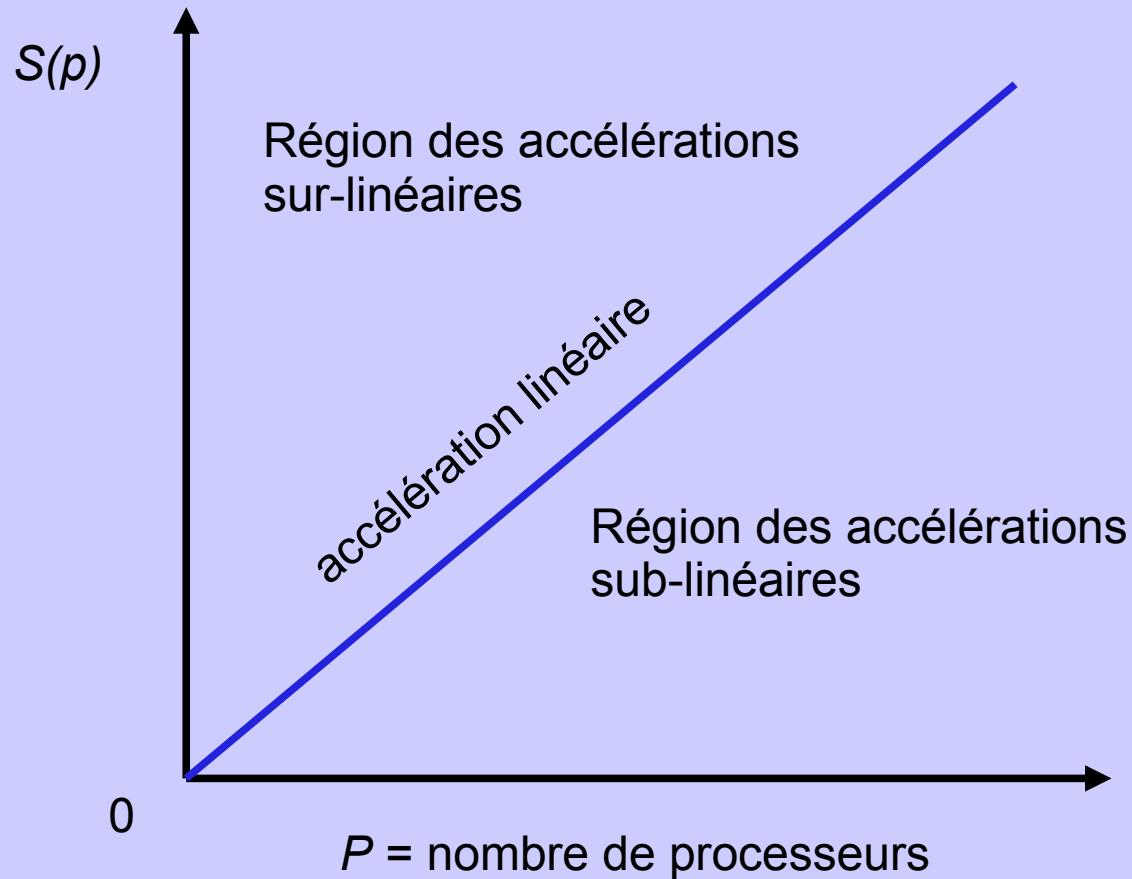 S(p)
Région des accélérations
sur-linéaires
accélération linéaire
Région des accélérations
sub-linéaires
0
P = nombre de processeurs